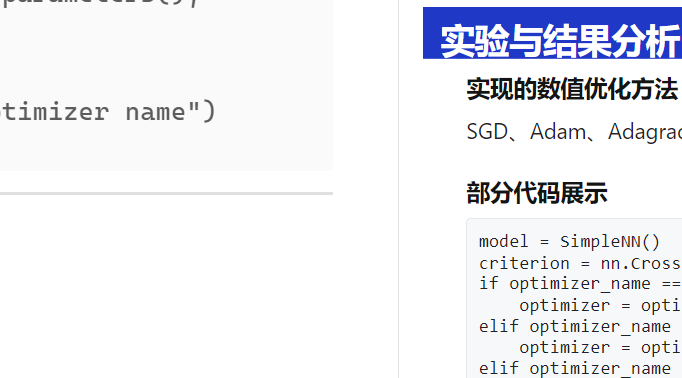 timizer name")
实验与结果分析
实现的数值优化方法
SGD、Adam、Adagrad
部分代码展示
model = SimpleNN()
criterion = nn.Cross
if optimizer_name ==
optimizer = opti
elif optimizer_name
optimizer = opti
elif optimizer_name